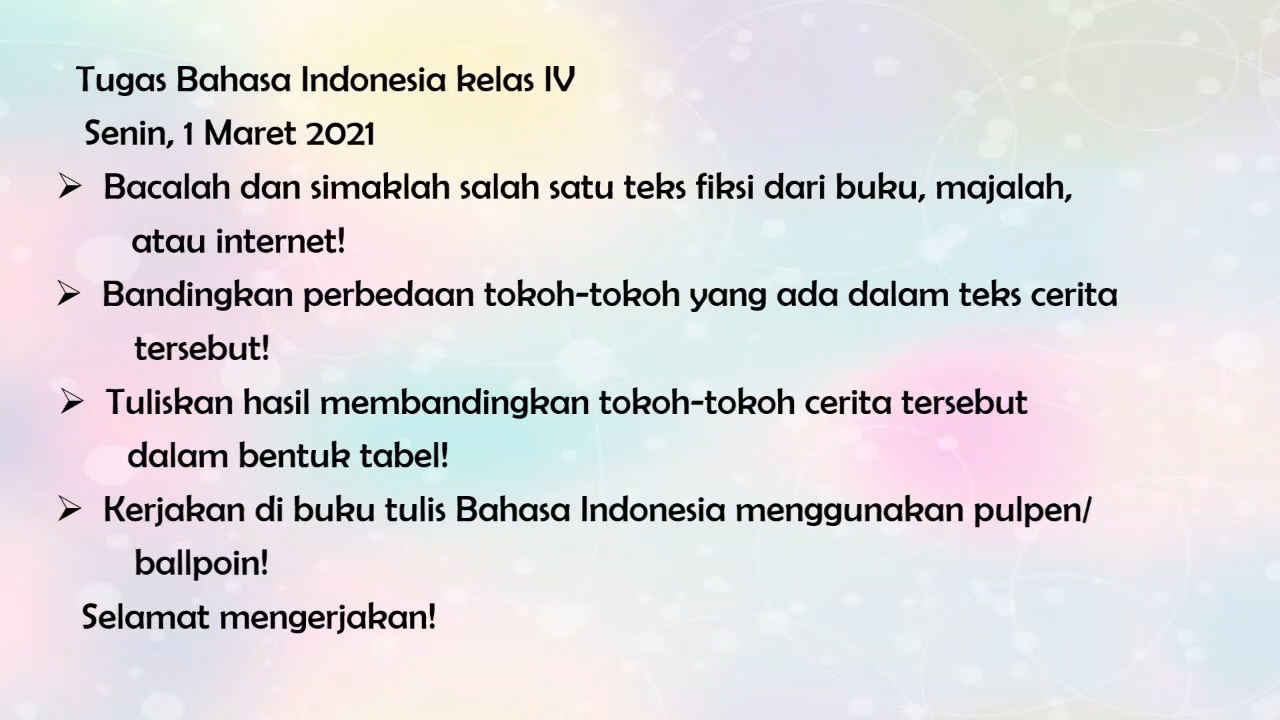 Tugas Bahasa Indonesia kelas IV
Senin, 1 Maret 2021
➢ Bacalah dan simaklah salah satu teks fiksi dari buku, majalah,
atau internet!
➢ Bandingkan perbedaan tokoh-tokoh yang ada dalam teks cerita
tersebut!
➢ Tuliskan hasil membandingkan tokoh-tokoh cerita tersebut
dalam bentuk tabel!
➢ Kerjakan di buku tulis Bahasa Indonesia menggunakan pulpen/
ballpoin!
Selamat mengerjakan!